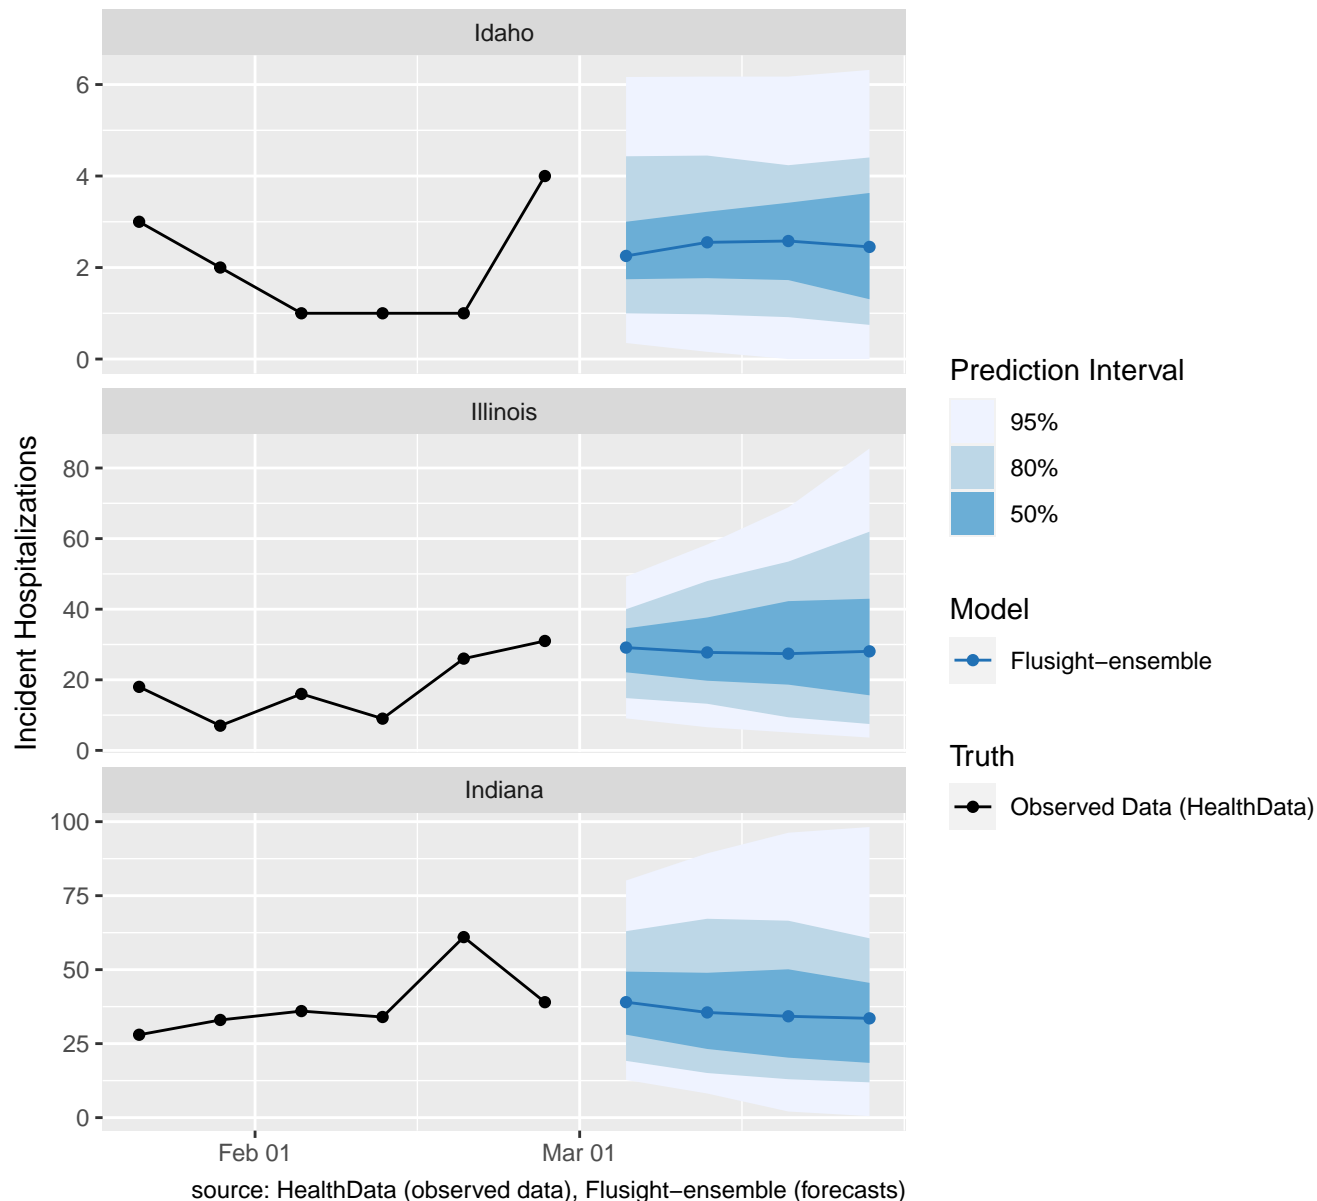 Idaho
6
4
2
0
Illinois
80
60
40
20
0
Indiana
100
75
50
25
0
Feb 01
Mar 01
Incident Hospitalizations
source: HealthData (observed data), Flusight−ensemble (forecasts)
Prediction Interval
95%
80%
50%
Model
Flusight−ensemble
Truth
Observed Data (HealthData)